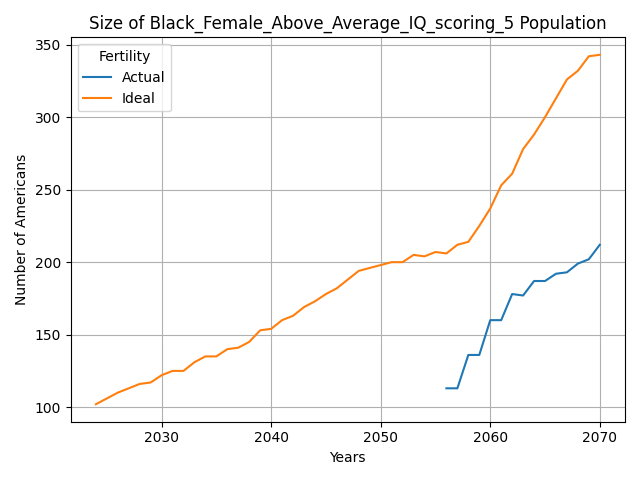 Size of Black_Female_Above_Average_IQ_scoring_5 Population
Fertility
Actual
Ideal
350
300
250
200
150
100
Number of Americans
2030 2040 2050 2060 2070
Years